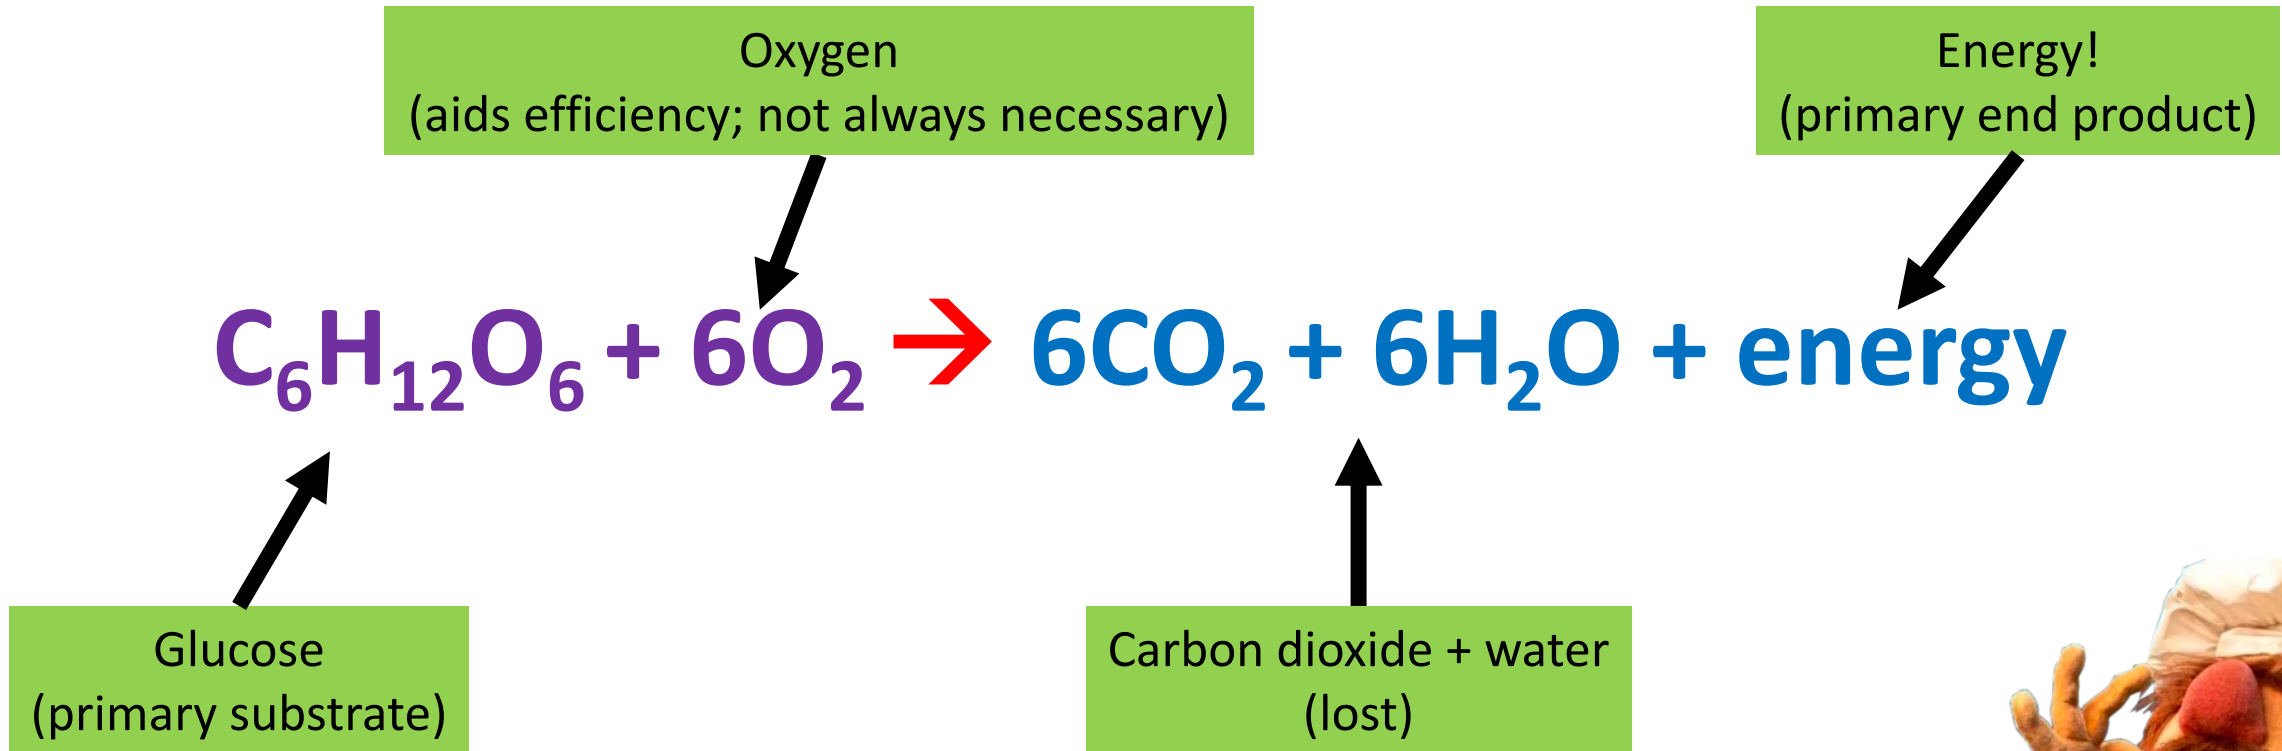 Oxygen
(aids efficiency; not always necessary)
Energy!
(primary end product)
C₆H₁₂O₆ + 6O₂ → 6CO₂ + 6H₂O + energy
Glucose
(primary substrate)
Carbon dioxide + water
(lost)